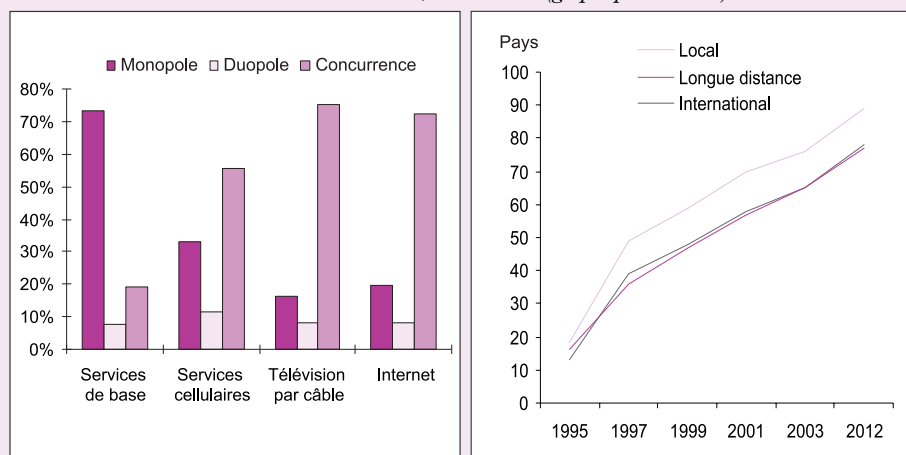 Monopole Duopole Concurrence
80%
70%
60%
50%
40%
30%
20%
10%
0%
Services de base
Services cellulaires
Télévision par câble
Internet
Pays
Local
Longue distance
International
100
90
80
70
60
50
40
30
20
10
0
1995 1997 1999 2001 2003 2012